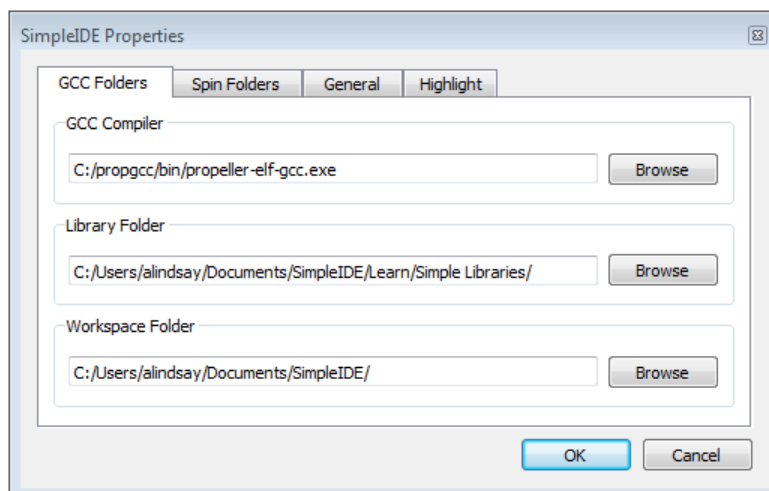 SimpleIDE Properties
GCC Folders Spin Folders General Highlight
GCC Compiler
C:/propgcc/bin/propeller-elf-gcc.exe Browse
Library Folder
C:/Users/alindsay/Documents/SimpleIDE/Learn/Simple Libraries/ Browse
Workspace Folder
C:/Users/alindsay/Documents/SimpleIDE/ Browse
OK Cancel